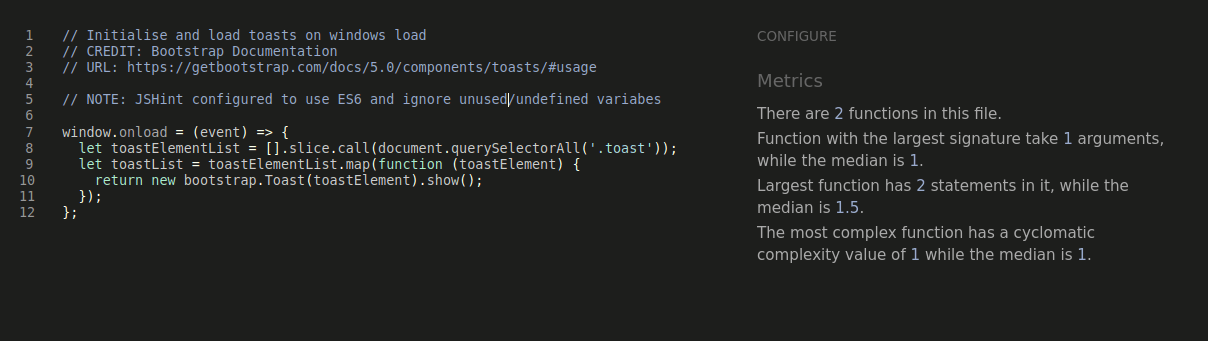 1 // Initialise and load toasts on windows load
2 // CREDIT: Bootstrap Documentation
3 // URL: https://getbootstrap.com/docs/5.0/components/toasts/#usage
4
5 // NOTE: JSHint configured to use ES6 and ignore unused/undefined variabes
6
7 window.onload = (event) => {
8   let toastElementList = [].slice.call(document.querySelectorAll('.toast'));
9   let toastList = toastElementList.map(function (toastElement) {
10     return new bootstrap.Toast(toastElement).show();
11   });
12 };
CONFIGURE
Metrics
There are 2 functions in this file.
Function with the largest signature take 1 arguments,
while the median is 1.
Largest function has 2 statements in it, while the
median is 1.5.
The most complex function has a cyclomatic
complexity value of 1 while the median is 1.